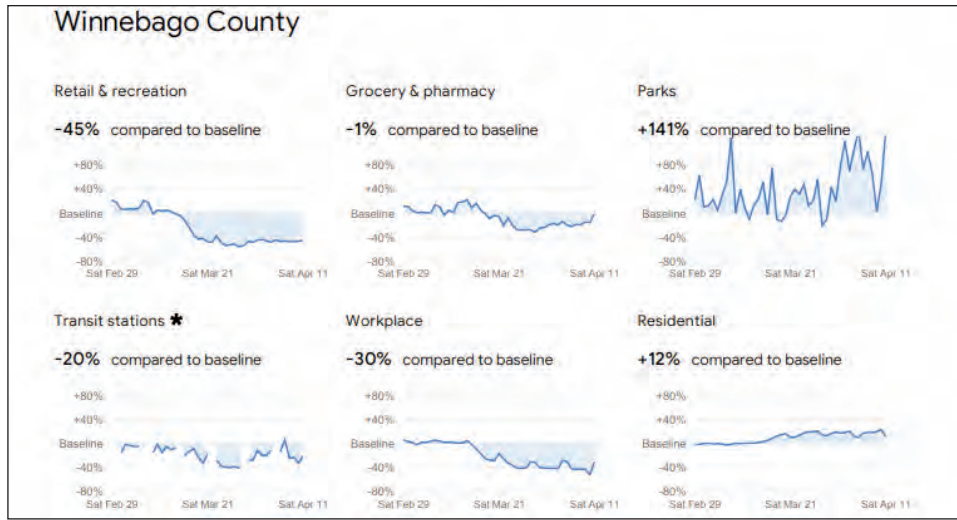 Winnebago County
Retail & recreation
-45% compared to baseline
+80%
+40%
Baseline
-40%
-80%
Sat Feb 29 Sat Mar 21 Sat Apr 11
Grocery & pharmacy
-1% compared to baseline
+80%
+40%
Baseline
-40%
-80%
Sat Feb 29 Sat Mar 21 Sat Apr 11
Parks
+141% compared to baseline
+80%
+40%
Baseline
-40%
-80%
Sat Feb 29 Sat Mar 21 Sat Apr 11
Transit stations *
-20% compared to baseline
+80%
+40%
Baseline
-40%
-80%
Sat Feb 29 Sat Mar 21 Sat Apr 11
Workplace
-30% compared to baseline
+80%
+40%
Baseline
-40%
-80%
Sat Feb 29 Sat Mar 21 Sat Apr 11
Residential
+12% compared to baseline
+80%
+40%
Baseline
-40%
-80%
Sat Feb 29 Sat Mar 21 Sat Apr 11